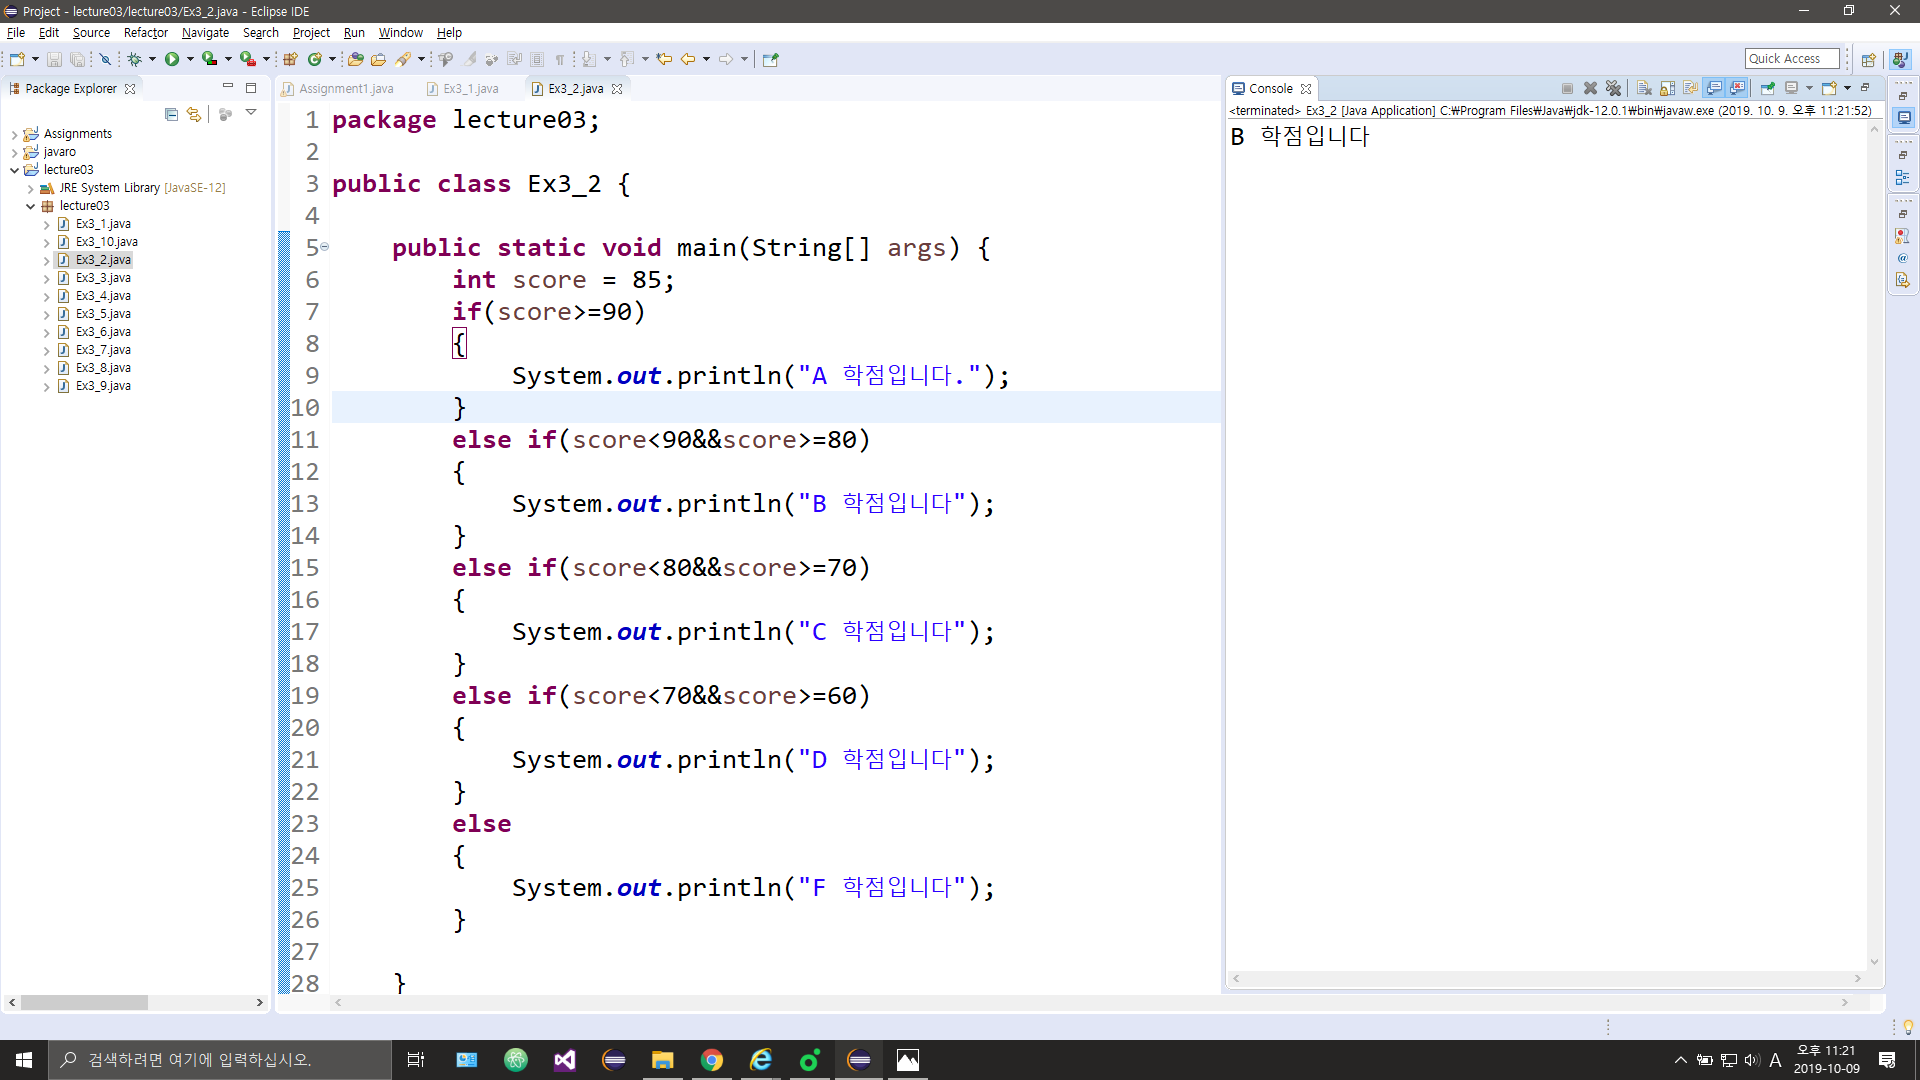 Project - lecture03/lecture03/Ex3_2.java - Eclipse IDE
File Edit Source Refactor Navigate Search Project Run Window Help
Quick Access
Package Explorer
Assignments
javaro
lecture03
JRE System Library [JavaSE-12]
lecture03
Ex3_1.java
Ex3_10.java
Ex3_2.java
Ex3_3.java
Ex3_4.java
Ex3_5.java
Ex3_6.java
Ex3_7.java
Ex3_8.java
Ex3_9.java
Assignment1.java Ex3_1.java Ex3_2.java
1 package lecture03;
2
3 public class Ex3_2 {
4
5 public static void main(String[] args) {
6 int score = 85;
7 if(score>=90)
8 {
9 System.out.println("A 학점입니다.");
10 }
11 else if(score<90&&score>=80)
12 {
13 System.out.println("B 학점입니다");
14 }
15 else if(score<80&&score>=70)
16 {
17 System.out.println("C 학점입니다");
18 }
19 else if(score<70&&score>=60)
20 {
21 System.out.println("D 학점입니다");
22 }
23 else
24 {
25 System.out.println("F 학점입니다");
26 }
27
28 }
Console
<terminated> Ex3_2 [Java Application] C:₩Program Files₩Java₩jdk-12.0.1₩bin₩javaw.exe (2019. 10. 9. 오후 11:21:52)
B 학점입니다
검색하려면 여기에 입력하십시오.
A
오후 11:21
2019-10-09